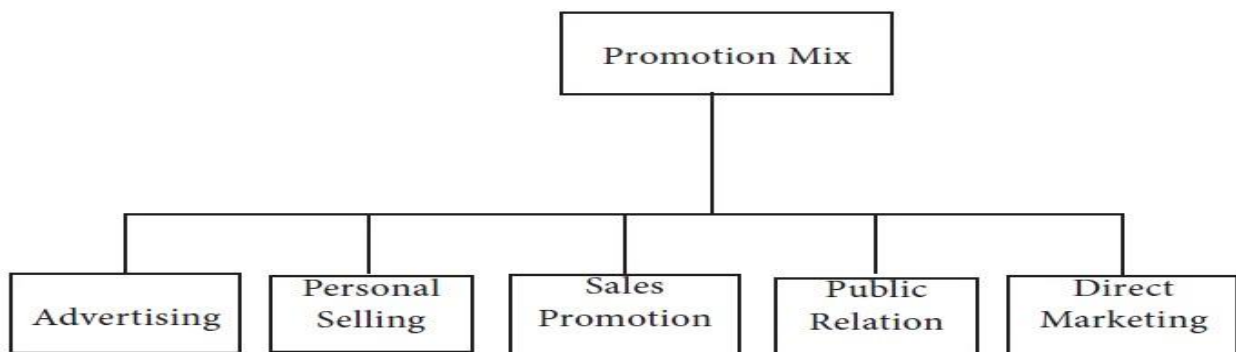 Promotion Mix
Advertising
Personal
Selling
Sales
Promotion
Public
Relation
Direct
Marketing